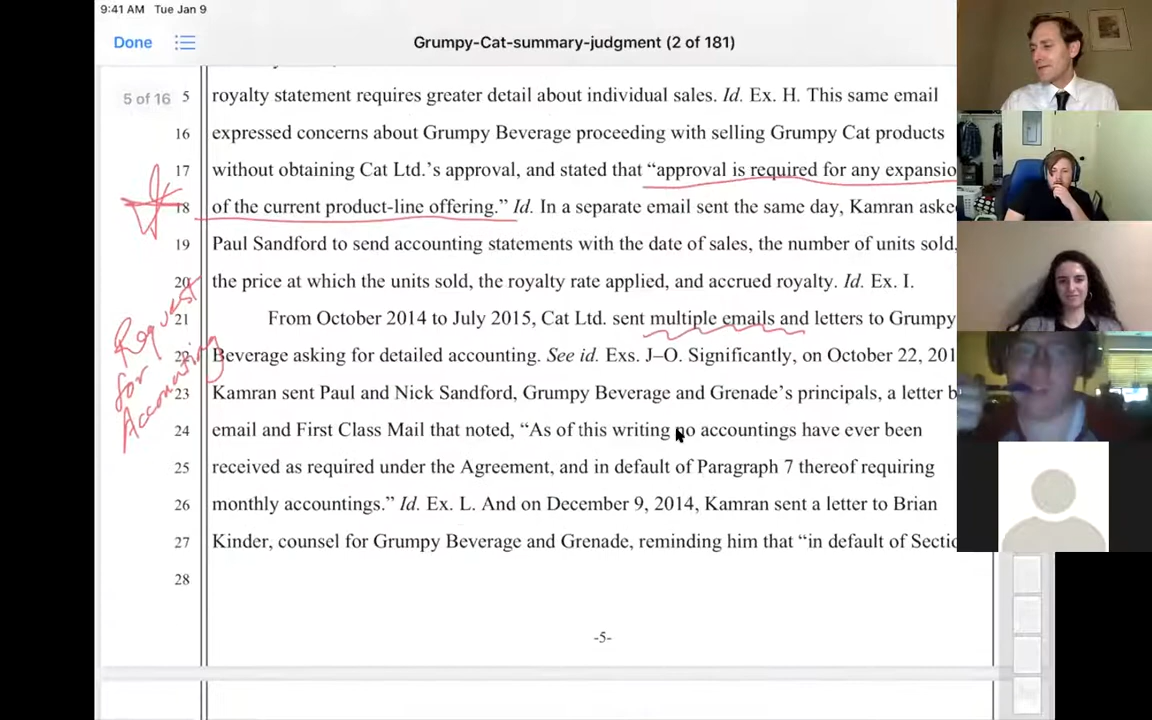 9:41 AM Tue Jan 9
Done
Grumpy-Cat-summary-judgment (2 of 181)
5 of 16
5 royalty statement requires greater detail about individual sales. Id. Ex. H. This same email
16 expressed concerns about Grumpy Beverage proceeding with selling Grumpy Cat products
17 without obtaining Cat Ltd.’s approval, and stated that “approval is required for any expansio
18 of the current product-line offering.” Id. In a separate email sent the same day, Kamran aske
19 Paul Sandford to send accounting statements with the date of sales, the number of units sold,
20 the price at which the units sold, the royalty rate applied, and accrued royalty. Id. Ex. I.
21 From October 2014 to July 2015, Cat Ltd. sent multiple emails and letters to Grumpy
22 Beverage asking for detailed accounting. See id. Exs. J–O. Significantly, on October 22, 201
23 Kamran sent Paul and Nick Sandford, Grumpy Beverage and Grenade’s principals, a letter b
24 email and First Class Mail that noted, “As of this writing no accountings have ever been
25 received as required under the Agreement, and in default of Paragraph 7 thereof requiring
26 monthly accountings.” Id. Ex. L. And on December 9, 2014, Kamran sent a letter to Brian
27 Kinder, counsel for Grumpy Beverage and Grenade, reminding him that “in default of Sectio
28
Request
for
Accounting
-5-